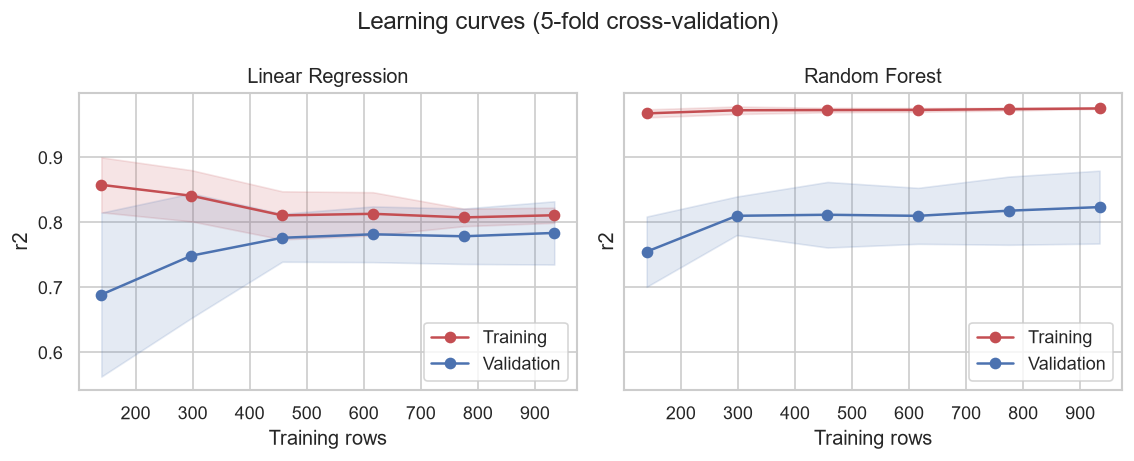 Learning curves (5-fold cross-validation)
Linear Regression
0.9
0.8
0.7
0.6
r2
200 300 400 500 600 700 800 900
Training rows
Training
Validation
Random Forest
r2
200 300 400 500 600 700 800 900
Training rows
Training
Validation